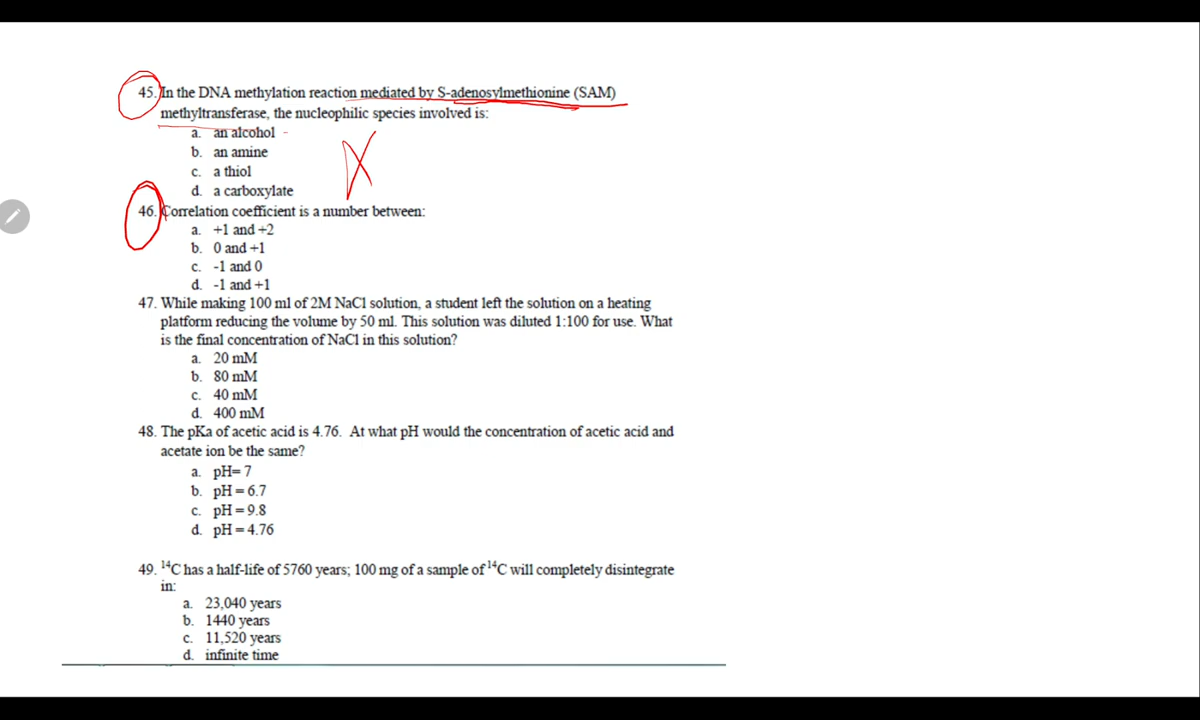 45. In the DNA methylation reaction mediated by S-adenosylmethionine (SAM)
methyltransferase, the nucleophilic species involved is:
a. an alcohol
b. an amine
c. a thiol
d. a carboxylate
46. Correlation coefficient is a number between:
a. +1 and +2
b. 0 and +1
c. -1 and 0
d. -1 and +1
47. While making 100 ml of 2M NaCl solution, a student left the solution on a heating
platform reducing the volume by 50 ml. This solution was diluted 1:100 for use. What
is the final concentration of NaCl in this solution?
a. 20 mM
b. 80 mM
c. 40 mM
d. 400 mM
48. The pKa of acetic acid is 4.76. At what pH would the concentration of acetic acid and
acetate ion be the same?
a. pH= 7
b. pH = 6.7
c. pH = 9.8
d. pH = 4.76
49. ¹⁴C has a half-life of 5760 years; 100 mg of a sample of ¹⁴C will completely disintegrate
in:
a. 23,040 years
b. 1440 years
c. 11,520 years
d. infinite time